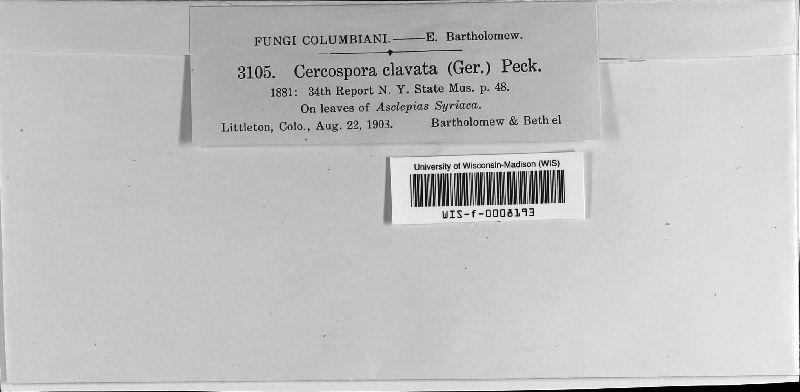 FUNGI COLUMBIANI.——E. Bartholomew.
3105. Cercospora clavata (Ger.) Peck.
1881: 34th Report N. Y. State Mus. p. 48.
On leaves of Asclepias Syriaca.
Littleton, Colo., Aug. 22, 1903. Bartholomew & Bethel
University of Wisconsin-Madison (WIS)
WIS-f-0008193